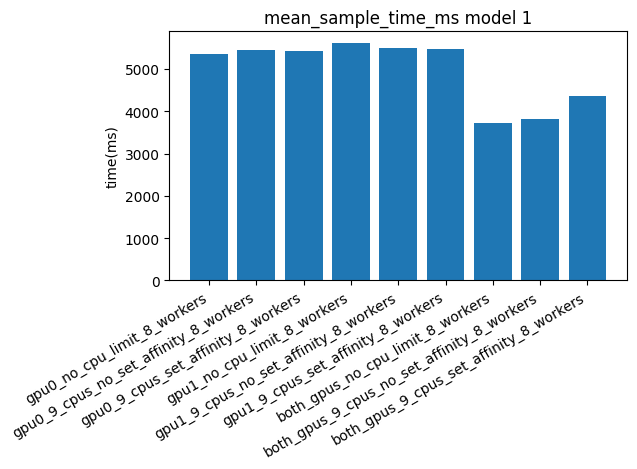 mean_sample_time_ms model 1
time(ms)
5000
4000
3000
2000
1000
0
gpu0_no_cpu_limit_8_workers
gpu0_9_cpus_no_set_affinity_8_workers
gpu0_9_cpus_set_affinity_8_workers
gpu1_no_cpu_limit_8_workers
gpu1_9_cpus_no_set_affinity_8_workers
gpu1_9_cpus_set_affinity_8_workers
both_gpus_no_cpu_limit_8_workers
both_gpus_9_cpus_no_set_affinity_8_workers
both_gpus_9_cpus_set_affinity_8_workers